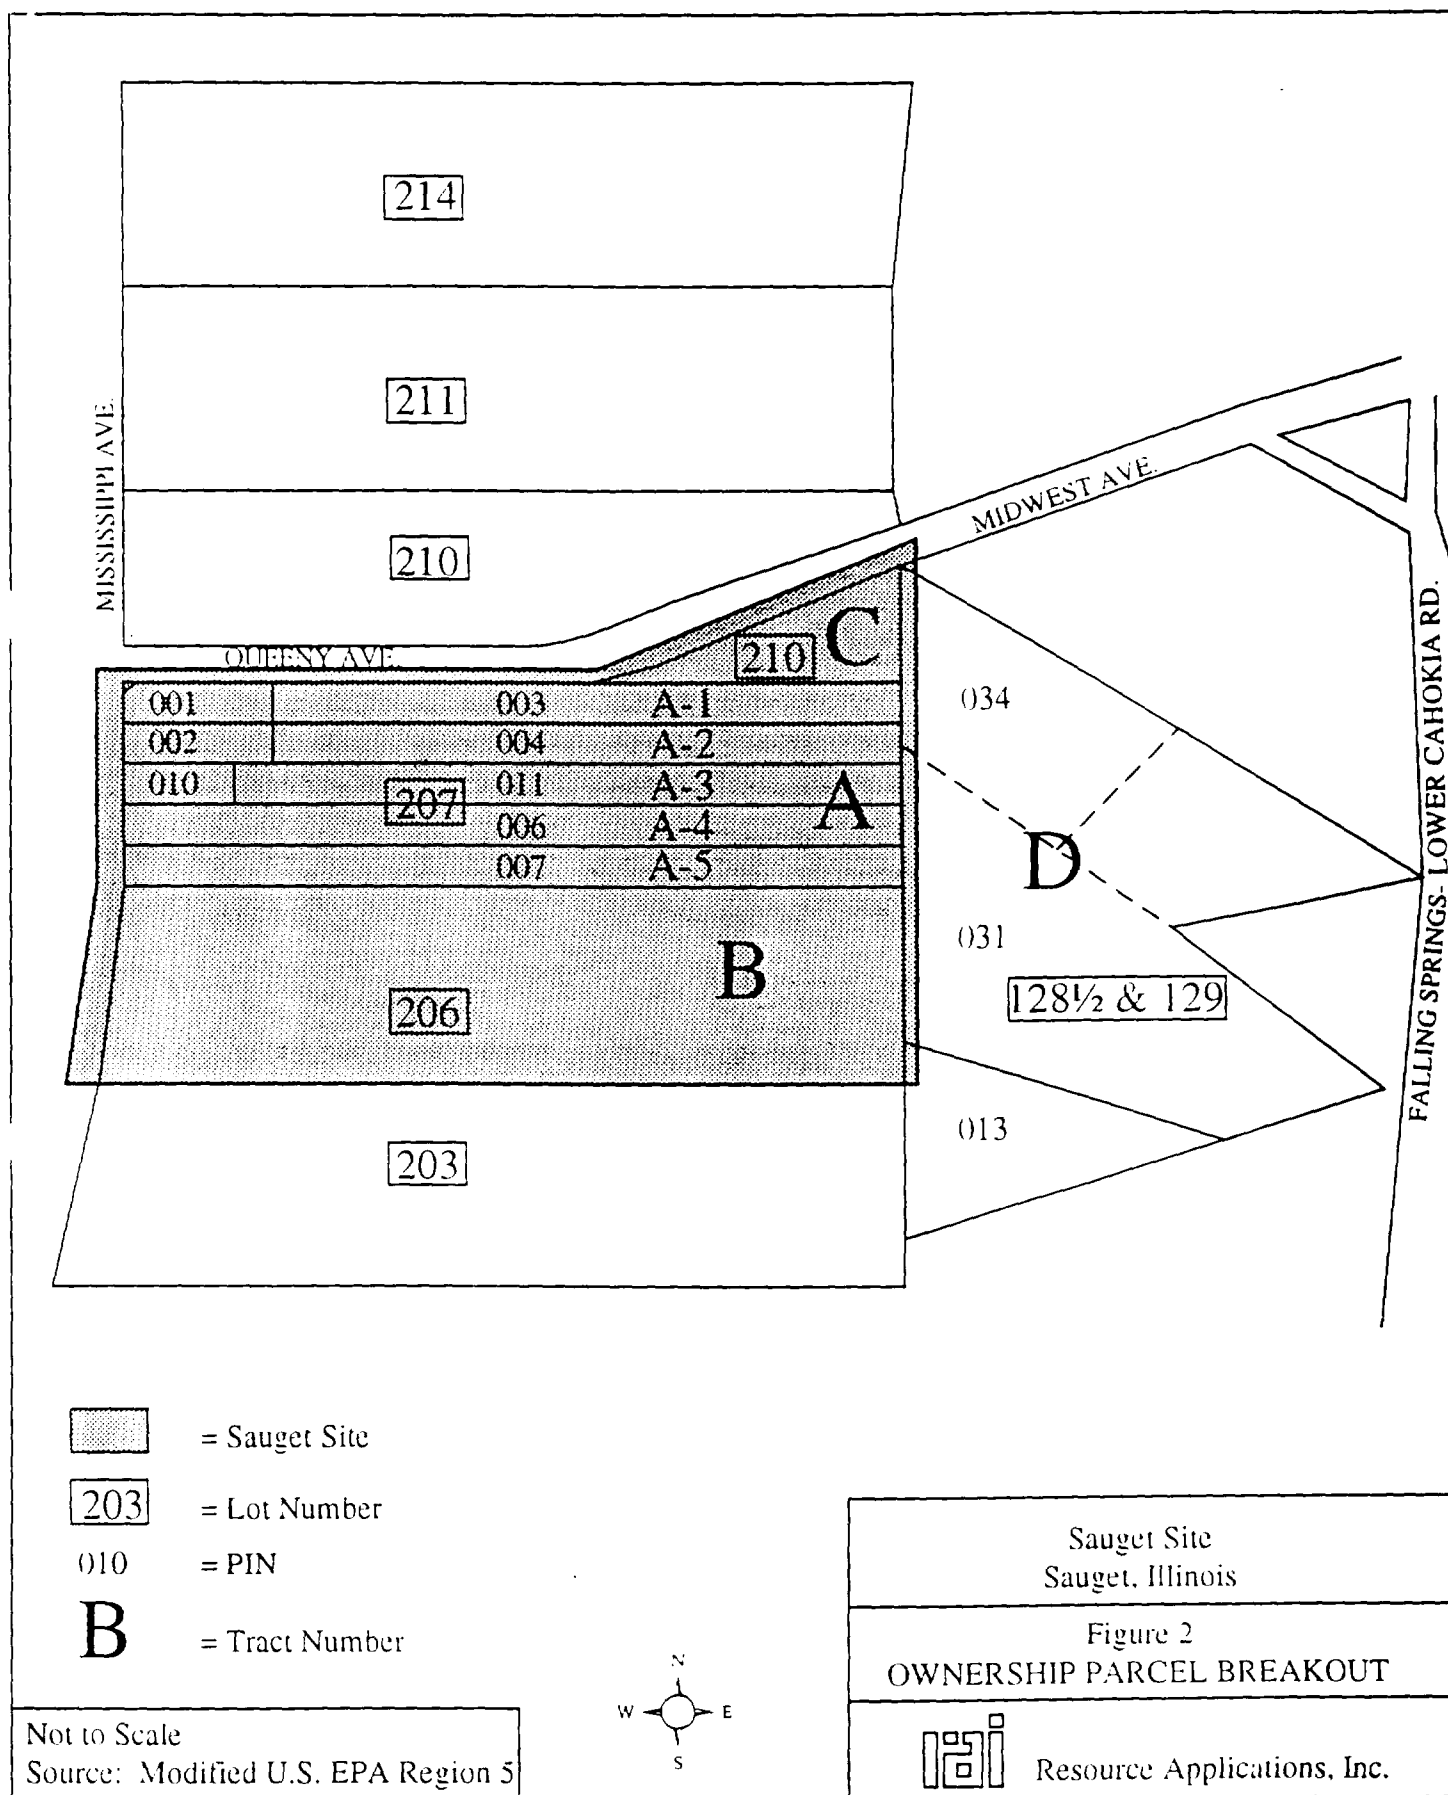 214
211
MISSISSIPPI AVE.
210
MIDWEST AVE.
QUEENY AVE.
210
C
001 003 A-1
002 004 A-2
010 011 A-3
207
A
006 A-4
007 A-5
034
D
031
B
128½ & 129
206
013
203
FALLING SPRINGS- LOWER CAHOKIA RD.
= Sauget Site
203 = Lot Number
010 = PIN
B = Tract Number
Not to Scale
Source: Modified U.S. EPA Region 5
N
W E
S
Sauget Site
Sauget, Illinois
Figure 2
OWNERSHIP PARCEL BREAKOUT
rai Resource Applications, Inc.